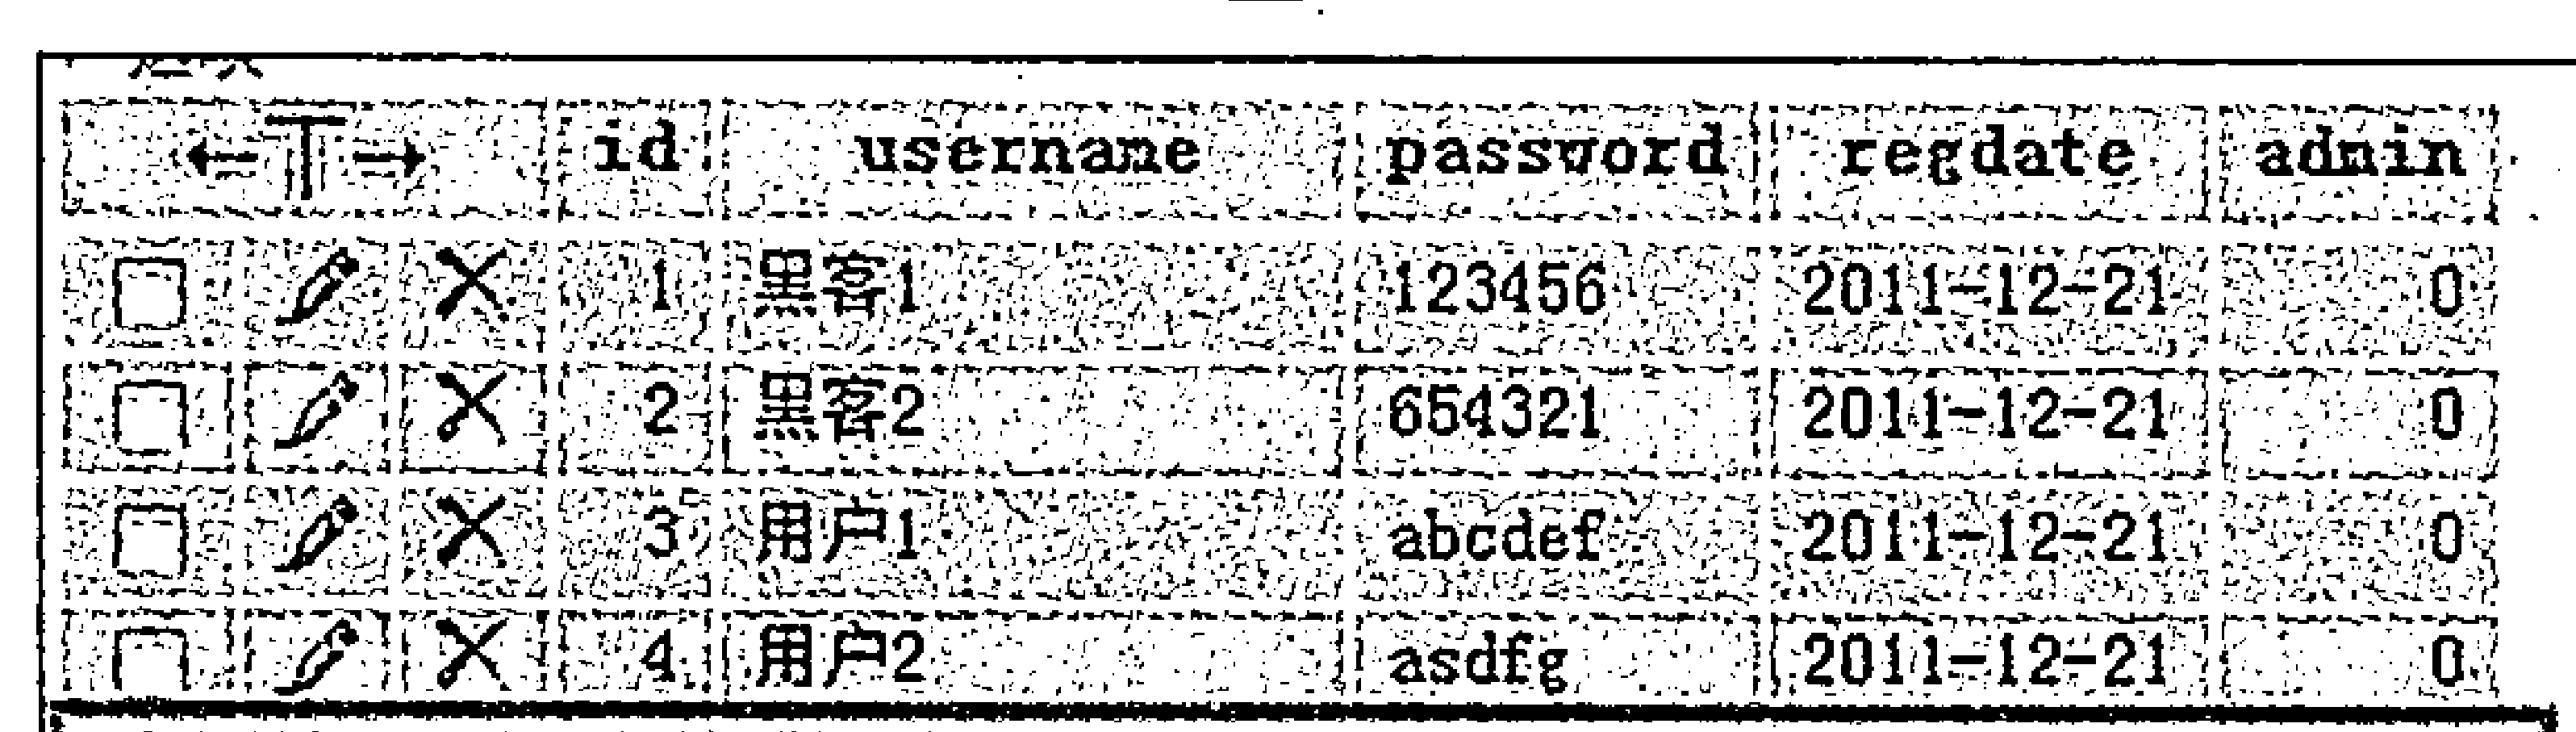 ←T→ id username password regdate admin
1 黑客1 123456 2011-12-21 0
2 黑客2 654321 2011-12-21 0
3 用户1 abcdef 2011-12-21 0
4 用户2 asdfg 2011-12-21 0